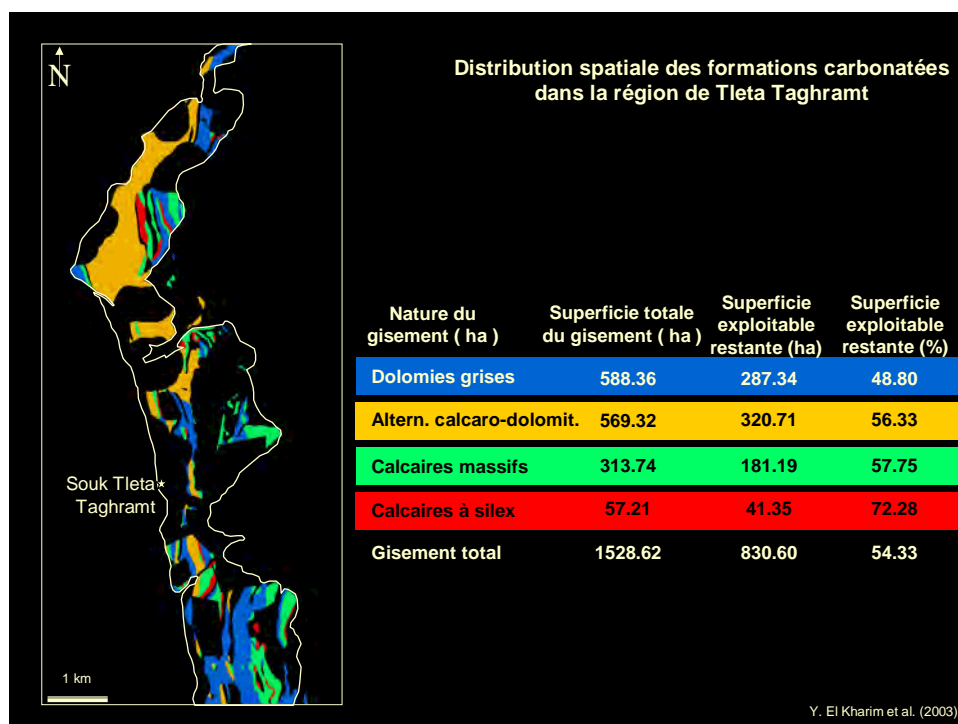 Distribution spatiale des formations carbonatées
dans la région de Tleta Taghramt
N
Souk Tleta
Taghramt
1 km
Nature du gisement ( ha ) Superficie totale du gisement ( ha ) Superficie exploitable restante (ha) Superficie exploitable restante (%)
Dolomies grises 588.36 287.34 48.80
Altern. calcaro-dolomit. 569.32 320.71 56.33
Calcaires massifs 313.74 181.19 57.75
Calcaires à silex 57.21 41.35 72.28
Gisement total 1528.62 830.60 54.33
Y. El Kharim et al. (2003)